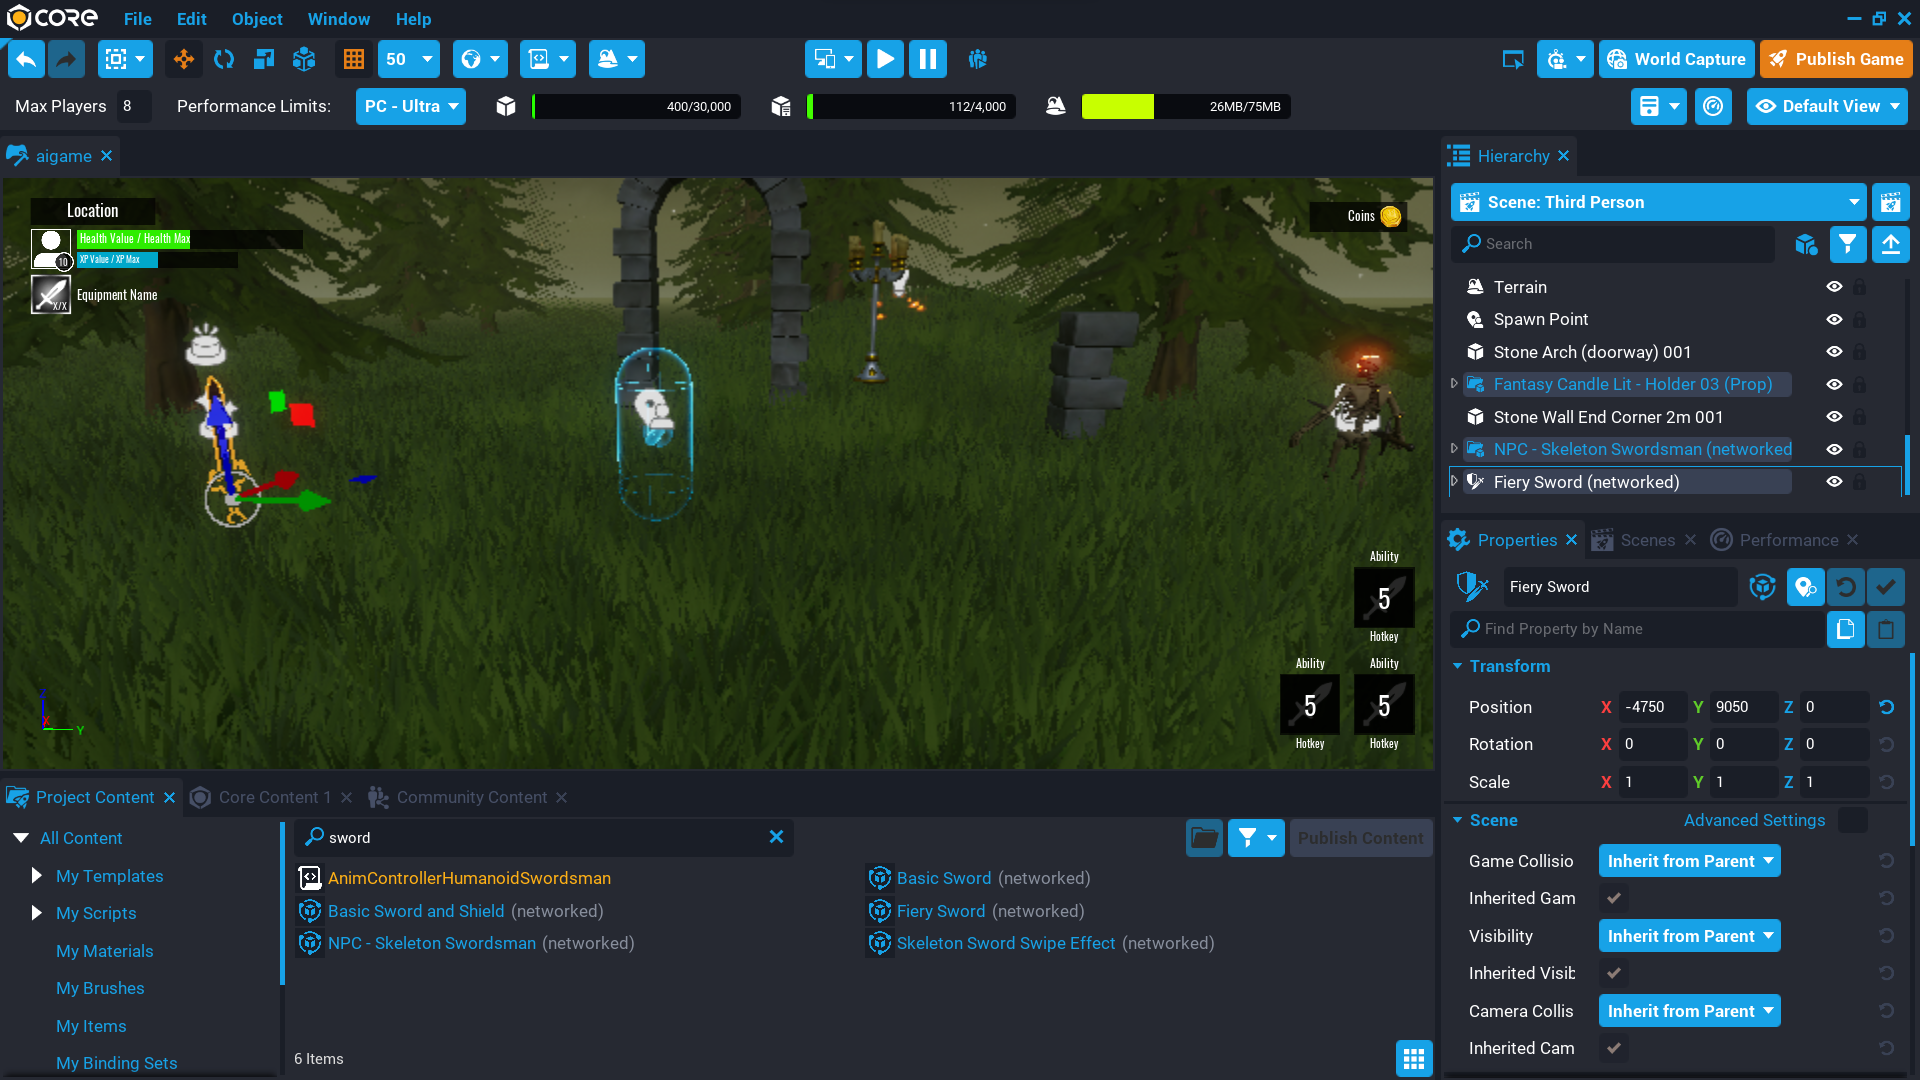 CORE
File Edit Object Window Help
50
World Capture
Publish Game
Max Players 8 Performance Limits: PC - Ultra 400/30,000 112/4,000 26MB/75MB
Default View
aigame
Location
Health Value / Health Max
XP Value / XP Max
10
X/X
Equipment Name
Coins
Ability
5
Hotkey
Ability
5
Hotkey
Ability
5
Hotkey
Z
X
Y
Hierarchy
Scene: Third Person
Search
Terrain
Spawn Point
Stone Arch (doorway) 001
Fantasy Candle Lit - Holder 03 (Prop)
Stone Wall End Corner 2m 001
NPC - Skeleton Swordsman (networked
Fiery Sword (networked)
Properties Scenes Performance
Fiery Sword
Find Property by Name
Transform
Position X -4750 Y 9050 Z 0
Rotation X 0 Y 0 Z 0
Scale X 1 Y 1 Z 1
Scene Advanced Settings
Game Collisio Inherit from Parent
Inherited Gam
Visibility Inherit from Parent
Inherited Visib
Camera Collis Inherit from Parent
Inherited Cam
Project Content Core Content 1 Community Content
All Content
My Templates
My Scripts
My Materials
My Brushes
My Items
My Binding Sets
sword
Publish Content
AnimControllerHumanoidSwordsman
Basic Sword (networked)
Basic Sword and Shield (networked)
Fiery Sword (networked)
NPC - Skeleton Swordsman (networked)
Skeleton Sword Swipe Effect (networked)
6 Items